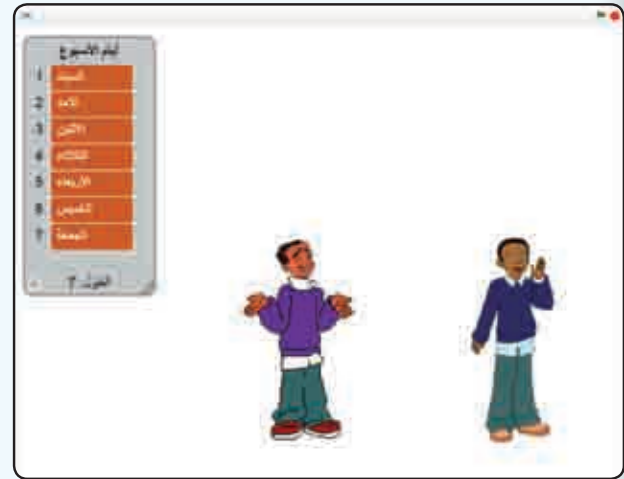 أيام الأسبوع
1 السبت
2 الأحد
3 الاثنين
4 الثلاثاء
5 الأربعاء
6 الخميس
7 الجمعة
الطول: 7